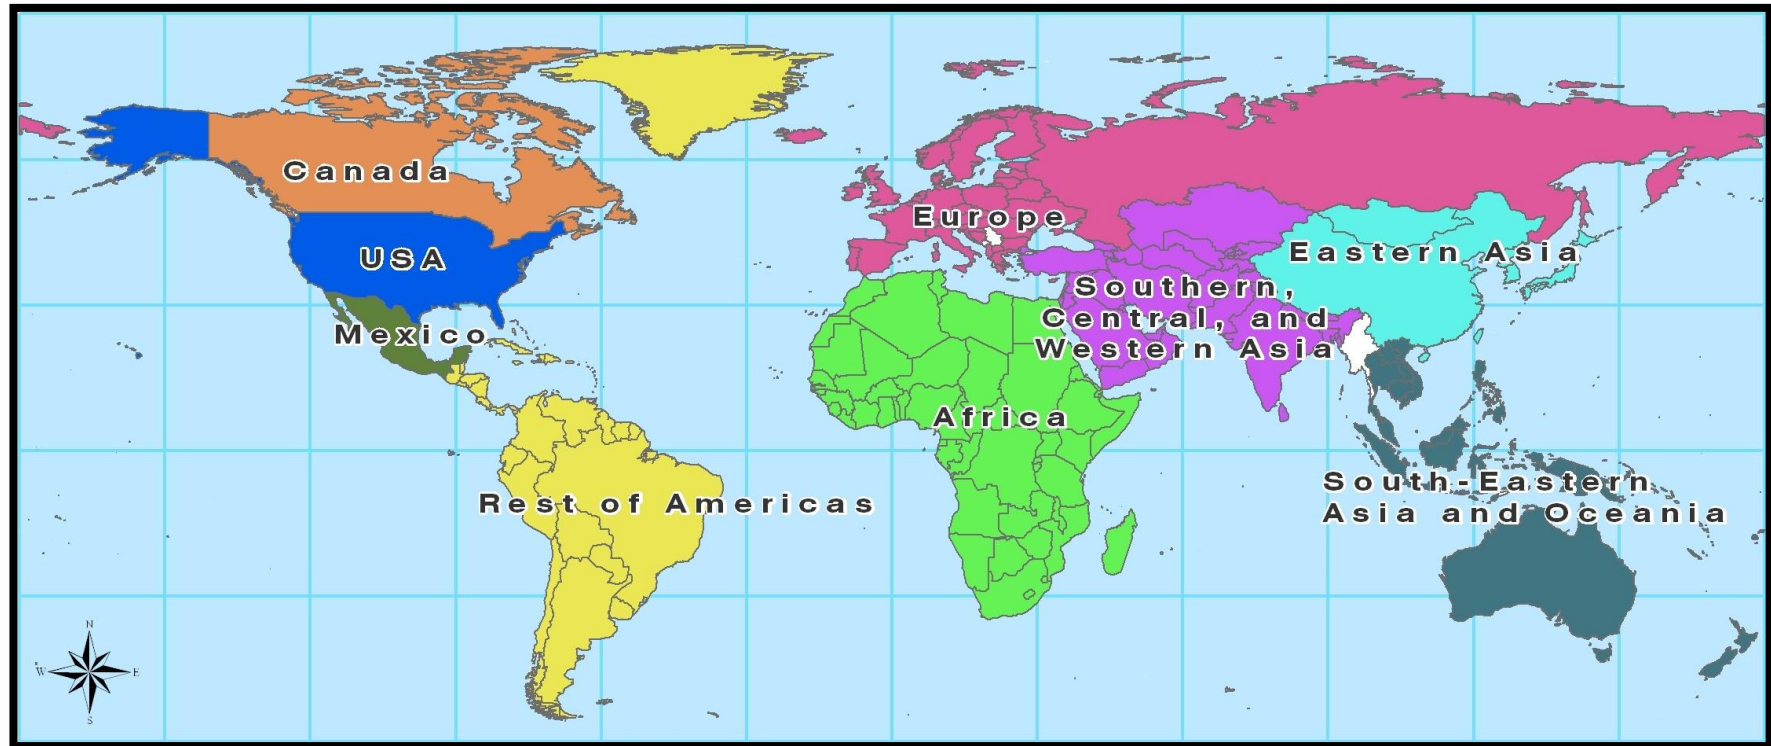 Canada
Europe
USA
Eastern Asia
Southern,
Central, and
Western Asia
Mexico
Africa
Rest of Americas
South-Eastern
Asia and Oceania
N
W E
S